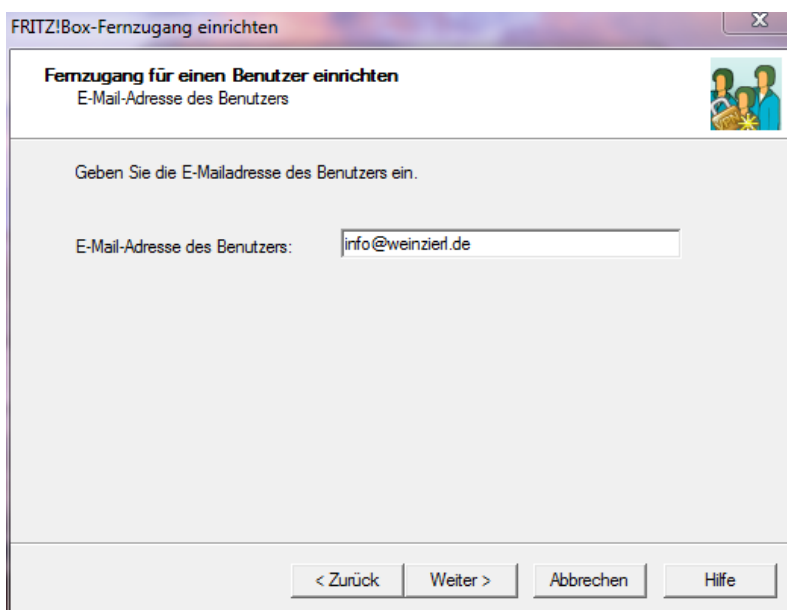 FRITZ!Box-Fernzugang einrichten
Fernzugang für einen Benutzer einrichten
E-Mail-Adresse des Benutzers
Geben Sie die E-Mailadresse des Benutzers ein.
E-Mail-Adresse des Benutzers: info@weinzierl.de
< Zurück Weiter > Abbrechen Hilfe